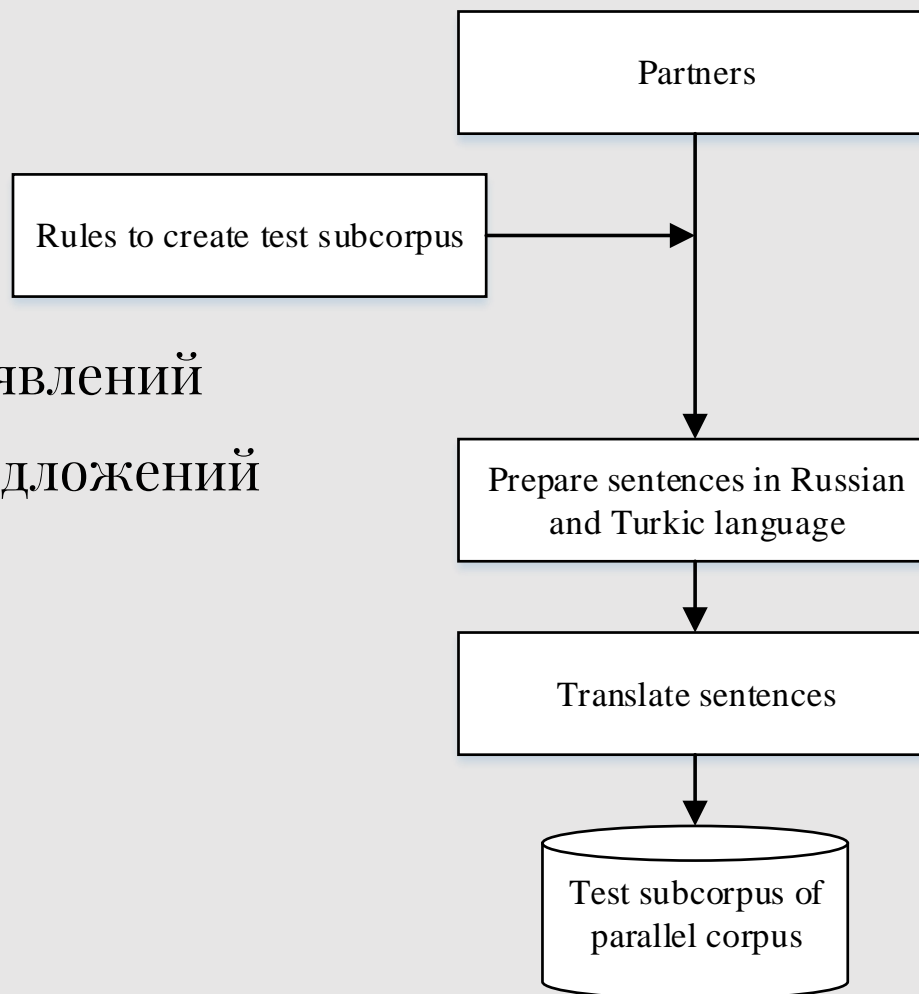 Partners
Rules to create test subcorpus
явлений
Prepare sentences in Russian
and Turkic language
Translate sentences
Test subcorpus of
parallel corpus